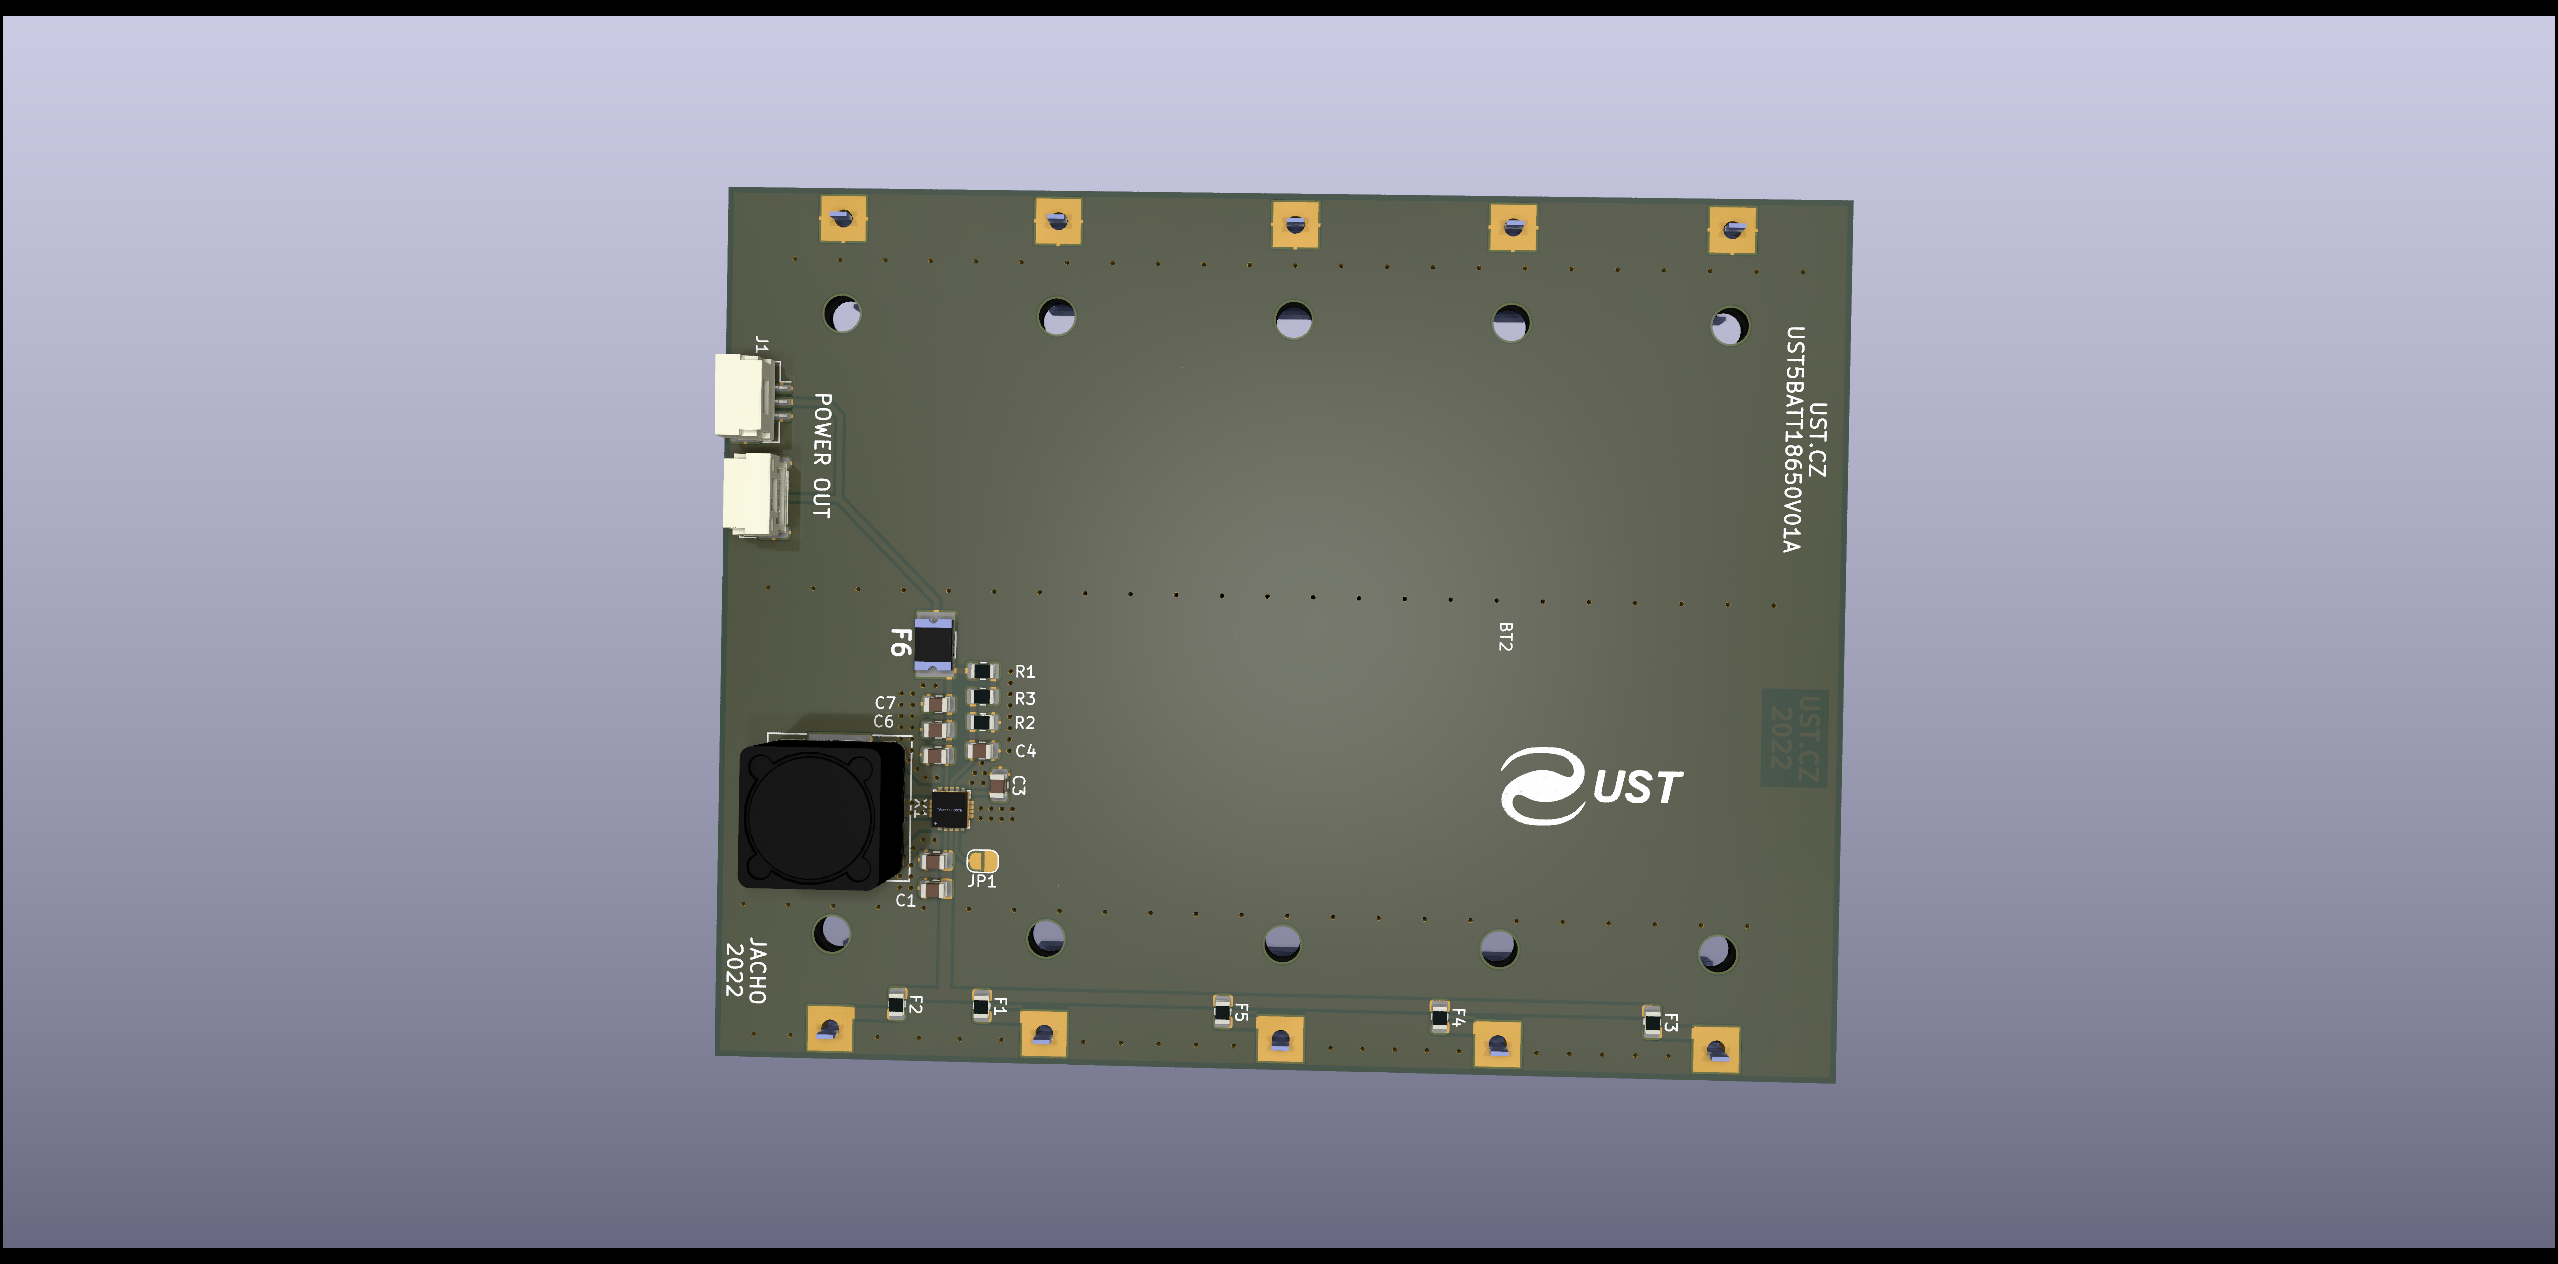 J1
POWER OUT
UST.CZ
UST5BATT18650V01A
BT2
F6
R1
R3
R2
C7
C6
C4
C3
UST
UST.CZ
2022
JP1
C1
JACHO
2022
F2
F1
F5
F4
F3